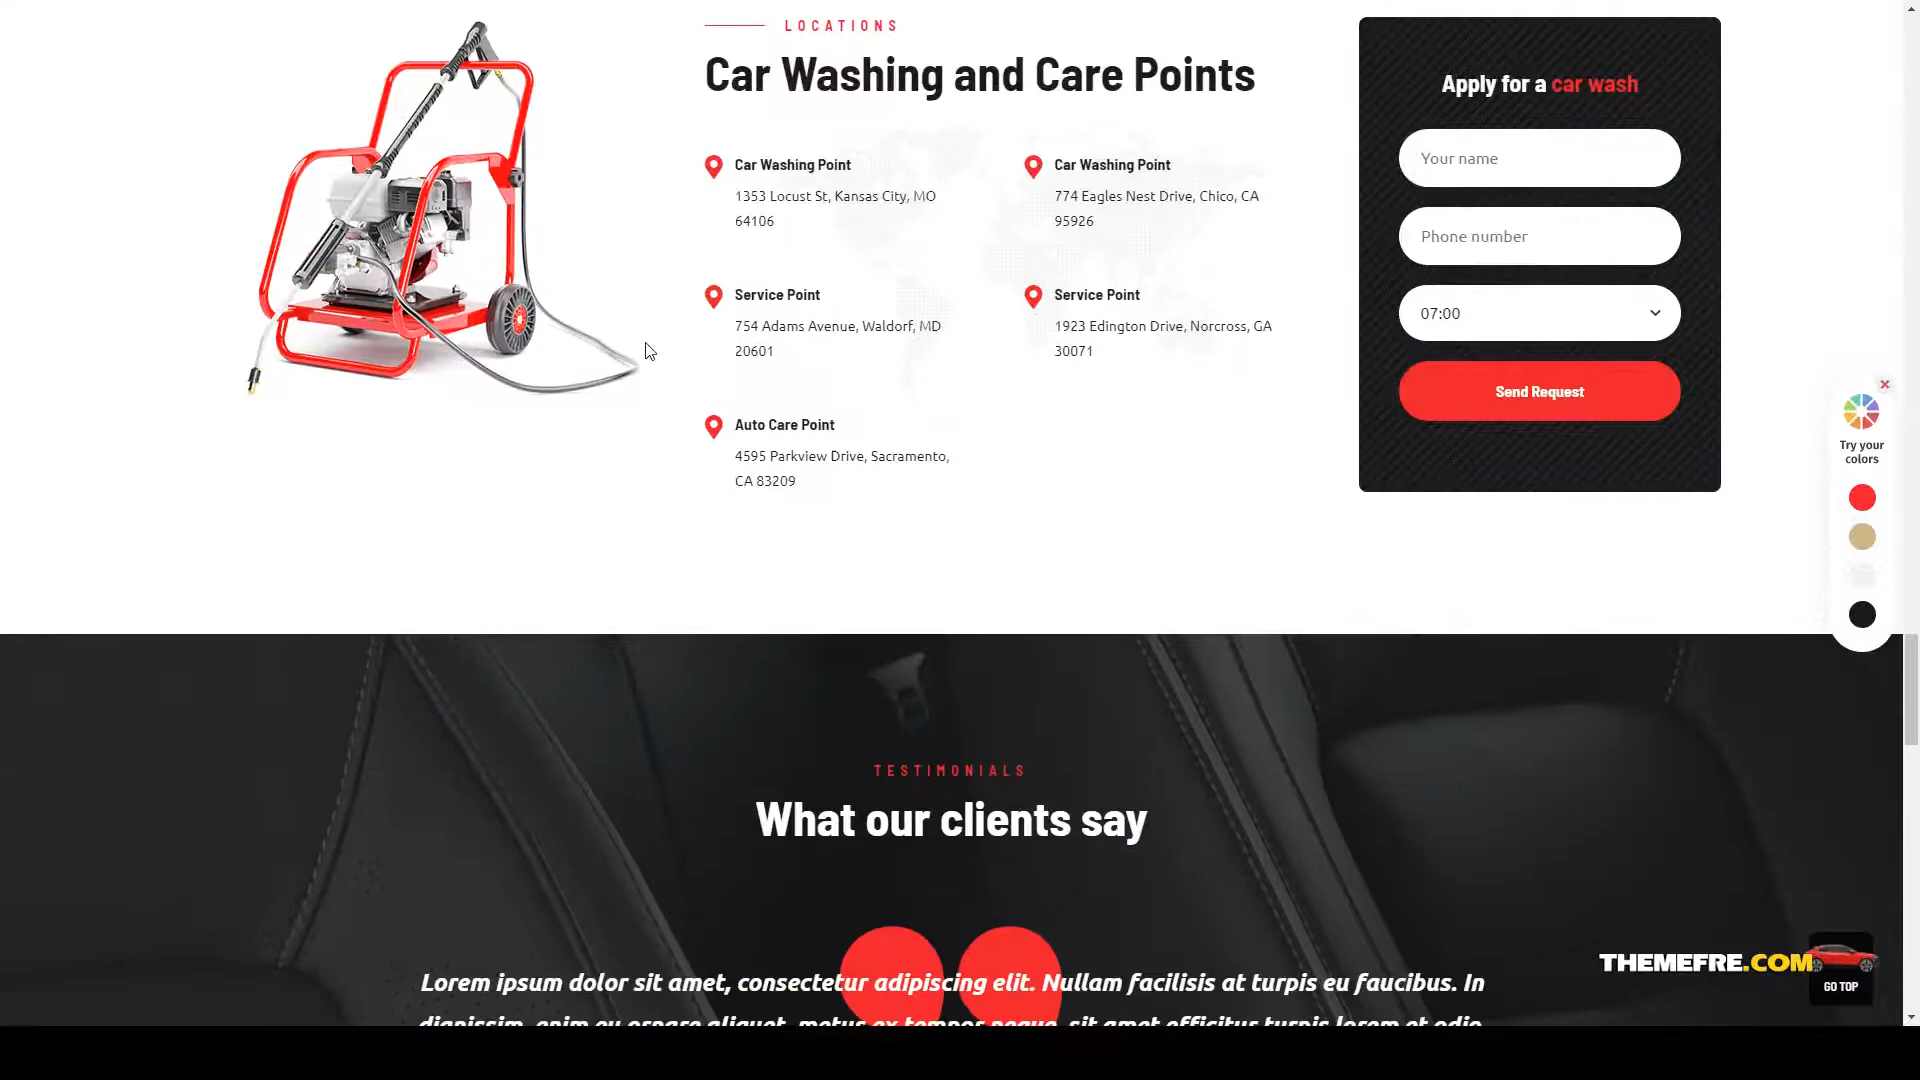 LOCATIONS
Car Washing and Care Points
Car Washing Point
1353 Locust St, Kansas City, MO
64106
Car Washing Point
774 Eagles Nest Drive, Chico, CA
95926
Service Point
754 Adams Avenue, Waldorf, MD
20601
Service Point
1923 Edington Drive, Norcross, GA
30071
Auto Care Point
4595 Parkview Drive, Sacramento,
CA 83209
Apply for a car wash
Your name
Phone number
07:00
Send Request
Try your
colors
TESTIMONIALS
What our clients say
Lorem ipsum dolor sit amet, consectetur adipiscing elit. Nullam facilisis at turpis eu faucibus. In
dignissim, enim eu ornare aliquet, metus ex tempor neque, sit amet efficitur turpis lorem et odio.
THEMEFRE.COM
GO TOP